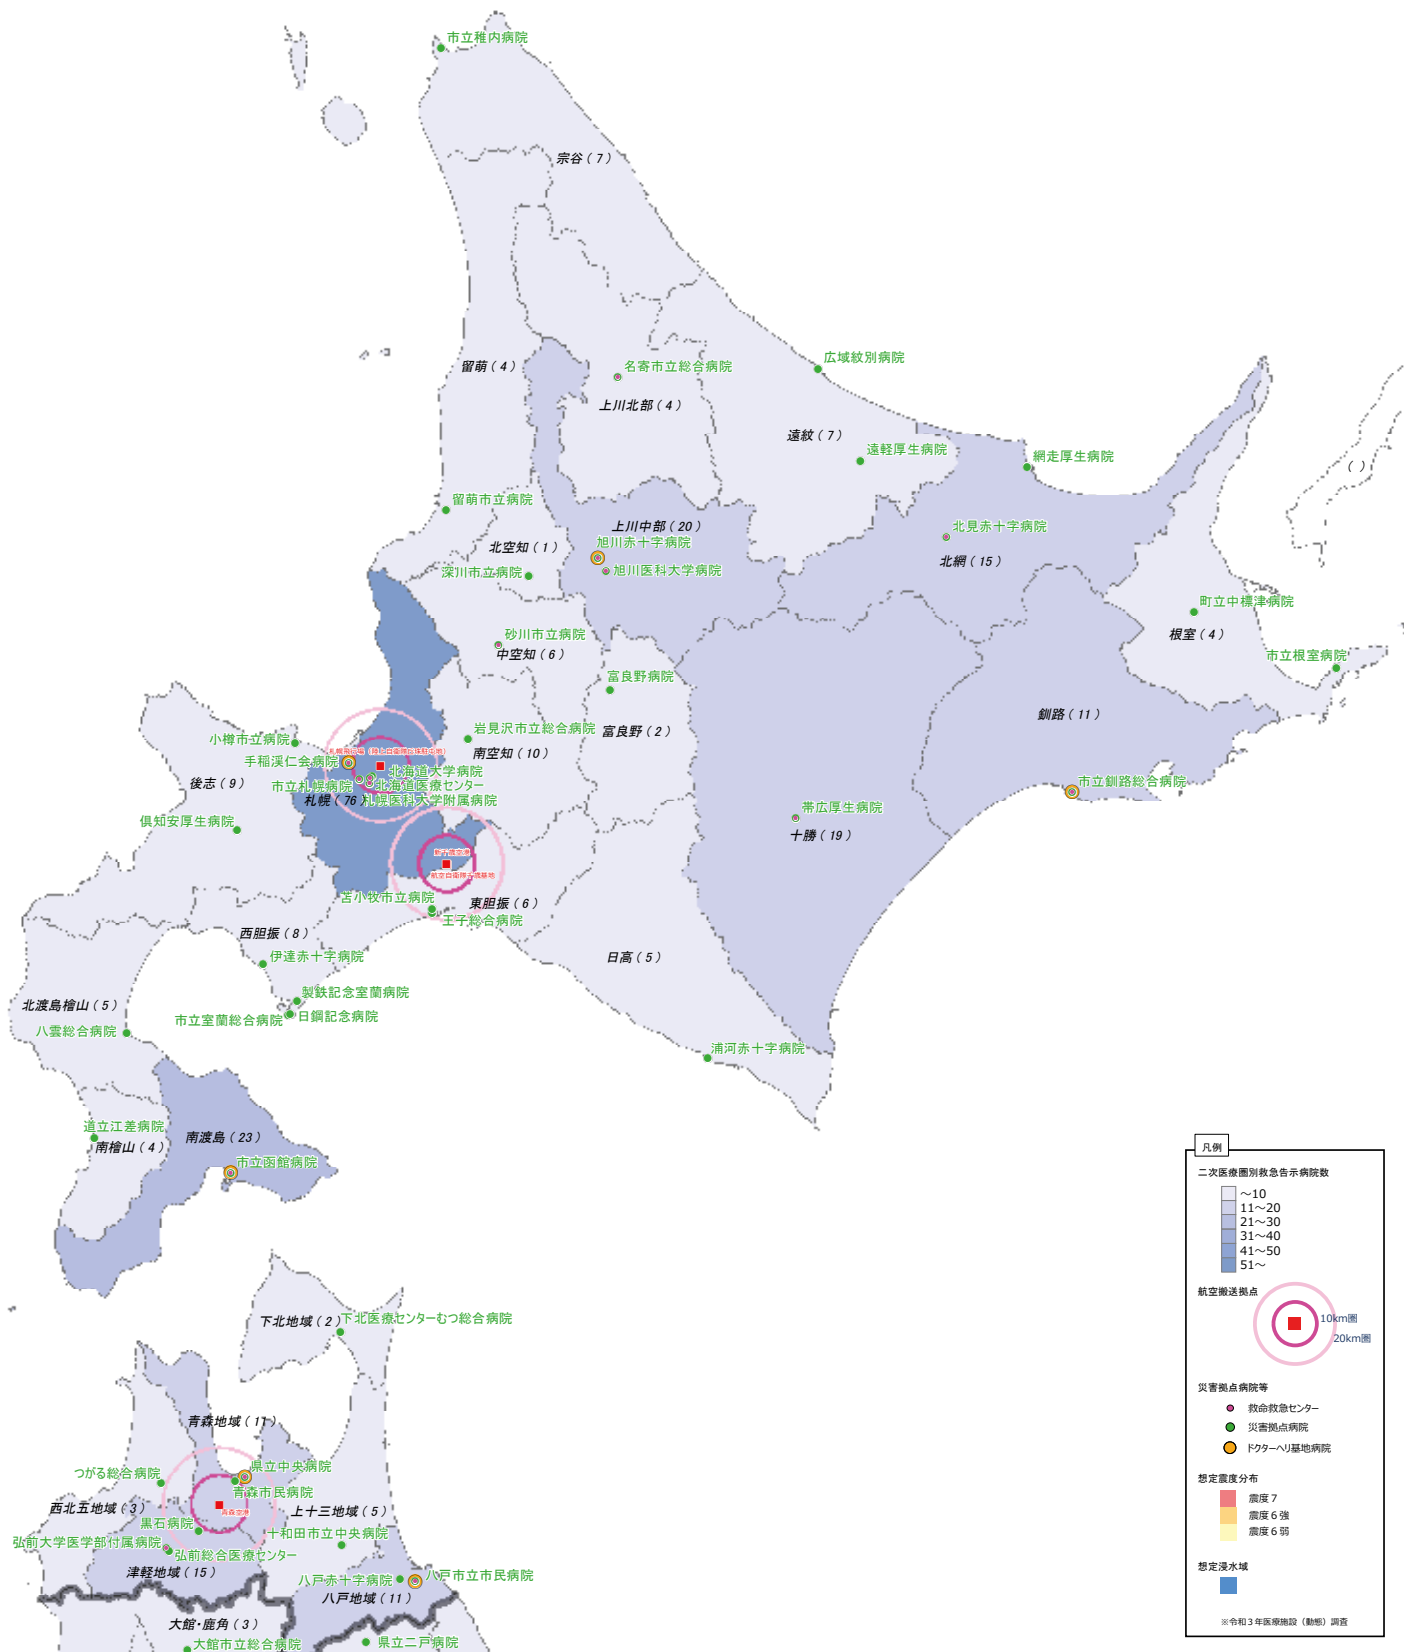 市立稚内病院
宗谷（7）
留萌（4）
名寄市立総合病院
上川北部（4）
広域紋別病院
遠紋（7）
遠軽厚生病院
網走厚生病院
（ ）
留萌市立病院
上川中部（20）
北見赤十字病院
北空知（1）
旭川赤十字病院
北網（15）
深川市立病院
旭川医科大学病院
町立中標津病院
根室（4）
砂川市立病院
中空知（6）
市立根室病院
富良野病院
釧路（11）
岩見沢市立総合病院
富良野（2）
小樽市立病院
南空知（10）
手稲渓仁会病院
後志（9）
北海道大学病院
市立札幌病院
北海道医療センター
市立釧路総合病院
札幌（76）
札幌医科大学附属病院
帯広厚生病院
倶知安厚生病院
十勝（19）
新千歳空港
航空自衛隊千歳基地
苫小牧市立病院
東胆振（6）
王子総合病院
西胆振（8）
伊達赤十字病院
日高（5）
製鉄記念室蘭病院
北渡島檜山（5）
市立室蘭総合病院
日鋼記念病院
八雲総合病院
浦河赤十字病院
道立江差病院
南檜山（4）
南渡島（23）
市立函館病院
下北地域（2）
下北医療センターむつ総合病院
青森地域（11）
県立中央病院
つがる総合病院
青森市民病院
西北五地域（3）
青森空港
上十三地域（5）
黒石病院
十和田市立中央病院
弘前大学医学部付属病院
弘前総合医療センター
津軽地域（15）
八戸赤十字病院
八戸市立市民病院
八戸地域（11）
大館・鹿角（3）
大館市立総合病院
県立二戸病院
凡例
二次医療圏別救急告示病院数
～10
11～20
21～30
31～40
41～50
51～
航空搬送拠点
10km圏
20km圏
災害拠点病院等
救命救急センター
災害拠点病院
ドクターヘリ基地病院
想定震度分布
震度７
震度６強
震度６弱
想定浸水域
※令和３年医療施設（動態）調査